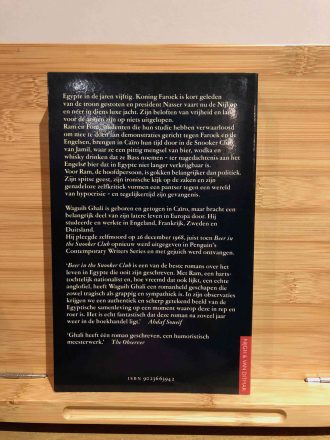 Egypte in de jaren vijftig. Koning Faroek is kort geleden
van de troon gestoten en president Nasser vaart nu de Nijl op
en neer in diens luxe jacht. Zijn beloften van vrijheid en land
voor de armen zijn op niets uitgelopen.
Ram en Font, studenten die hun studie hebben verwaarloosd
om mee te doen aan demonstraties gericht tegen Faroek en de
Engelsen, brengen in Caïro hun tijd door in de Snooker Club
van Jamil, waar ze een pittig mengsel van bier, wodka en
whisky drinken dat ze Bass noemen – ter nagedachtenis aan het
Engelse bier dat in Egypte niet langer verkrijgbaar is.
Voor Ram, de hoofdpersoon, is gokken belangrijker dan politiek.
Zijn spitse geest, zijn ironische kijk op de zaken en zijn
genadeloze zelfkritiek vormen een pantser tegen een wereld
van hypocrisie – en tegelijkertijd zijn gevangenis.
Waguih Ghali is geboren en getogen in Caïro, maar bracht een
belangrijk deel van zijn latere leven in Europa door. Hij
studeerde en werkte in Engeland, Frankrijk, Zweden en
Duitsland.
Hij pleegde zelfmoord op 26 december 1968, juist toen Beer in
the Snooker Club opnieuw werd uitgegeven in Penguin's
Contemporary Writers Series en met gejuich werd ontvangen.
'Beer in the Snooker Club is een van de beste romans over het
leven in Egypte die ooit zijn geschreven. Met Ram, een harts-
tochtelijk nationalist en, hoe vreemd dat ook lijkt, een echte
anglofiel, heeft Waguih Ghali een romanheld geschapen die
zowel tragisch als grappig en sympathiek is. In zijn observaties
krijgen we een authentiek en scherp getekend beeld van de
Egyptische samenleving op een moment waarop deze in rep en
roer is. Het is echt fantastisch dat deze roman na zoveel jaar
weer in de boekhandel ligt.' Ahdaf Soueif
'Ghali heeft één roman geschreven, een humoristisch
meesterwerk.' The Observer
ISBN 9023665942
NIJGH & VAN DITMAR